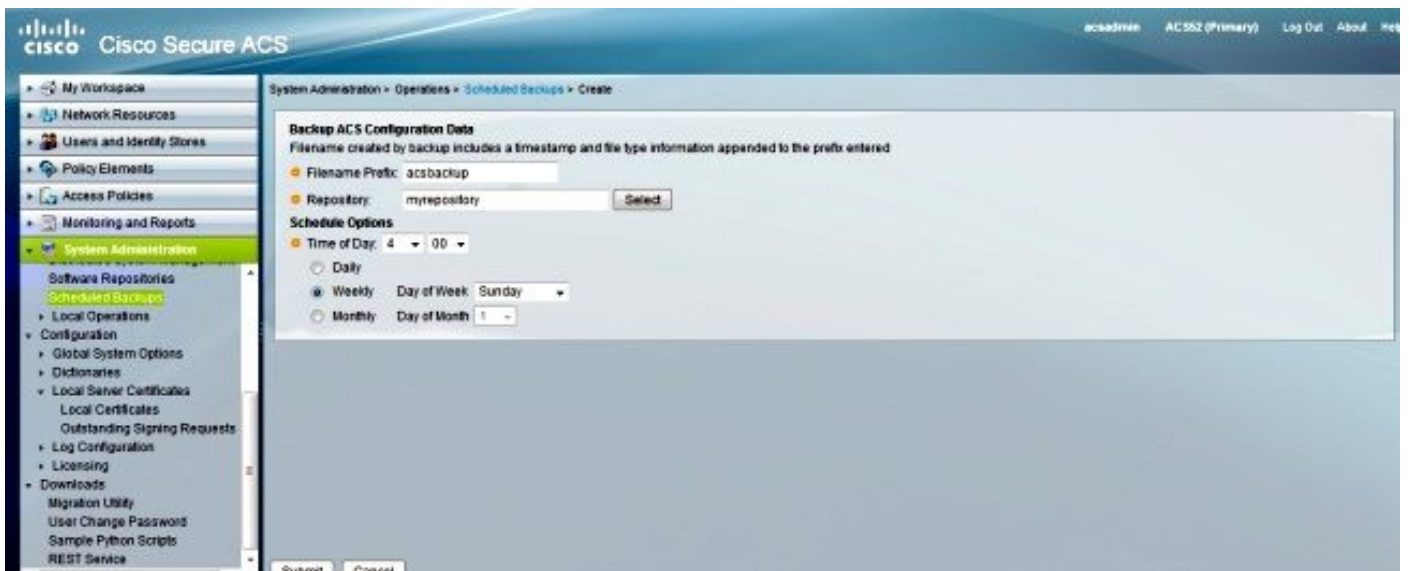 CISCO Cisco Secure ACS
acsadmin ACS52 (Primary) Log Out About Help
My Workspace
Network Resources
Users and Identity Stores
Policy Elements
Access Policies
Monitoring and Reports
System Administration
Software Repositories
Scheduled Backups
Local Operations
Configuration
Global System Options
Dictionaries
Local Server Certificates
Local Certificates
Outstanding Signing Requests
Log Configuration
Licensing
Downloads
Migration Utility
User Change Password
Sample Python Scripts
REST Service
System Administration > Operations > Scheduled Backups > Create
Backup ACS Configuration Data
Filename created by backup includes a timestamp and file type information appended to the prefix entered
Filename Prefix: acsbackup
Repository: myrepository Select
Schedule Options
Time of Day: 4 00
Daily
Weekly Day of Week Sunday
Monthly Day of Month 1
Submit Cancel